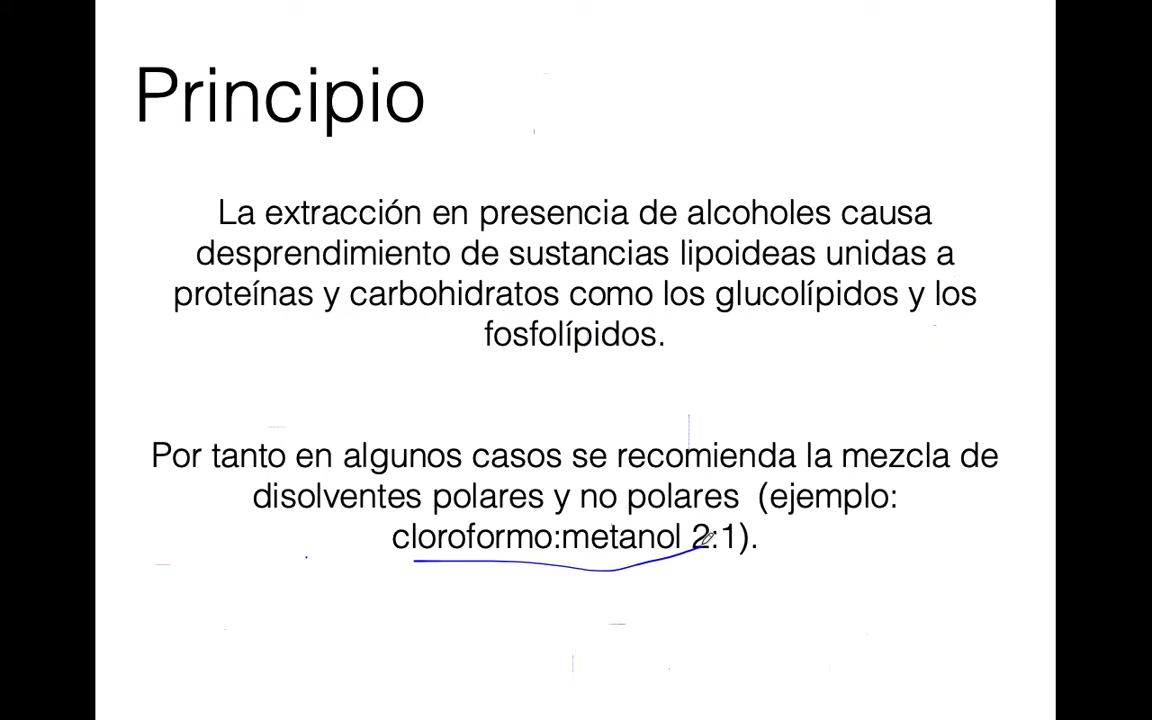 Principio
La extracción en presencia de alcoholes causa
desprendimiento de sustancias lipoideas unidas a
proteínas y carbohidratos como los glucolípidos y los
fosfolípidos.
Por tanto en algunos casos se recomienda la mezcla de
disolventes polares y no polares  (ejemplo:
cloroformo:metanol 2:1).